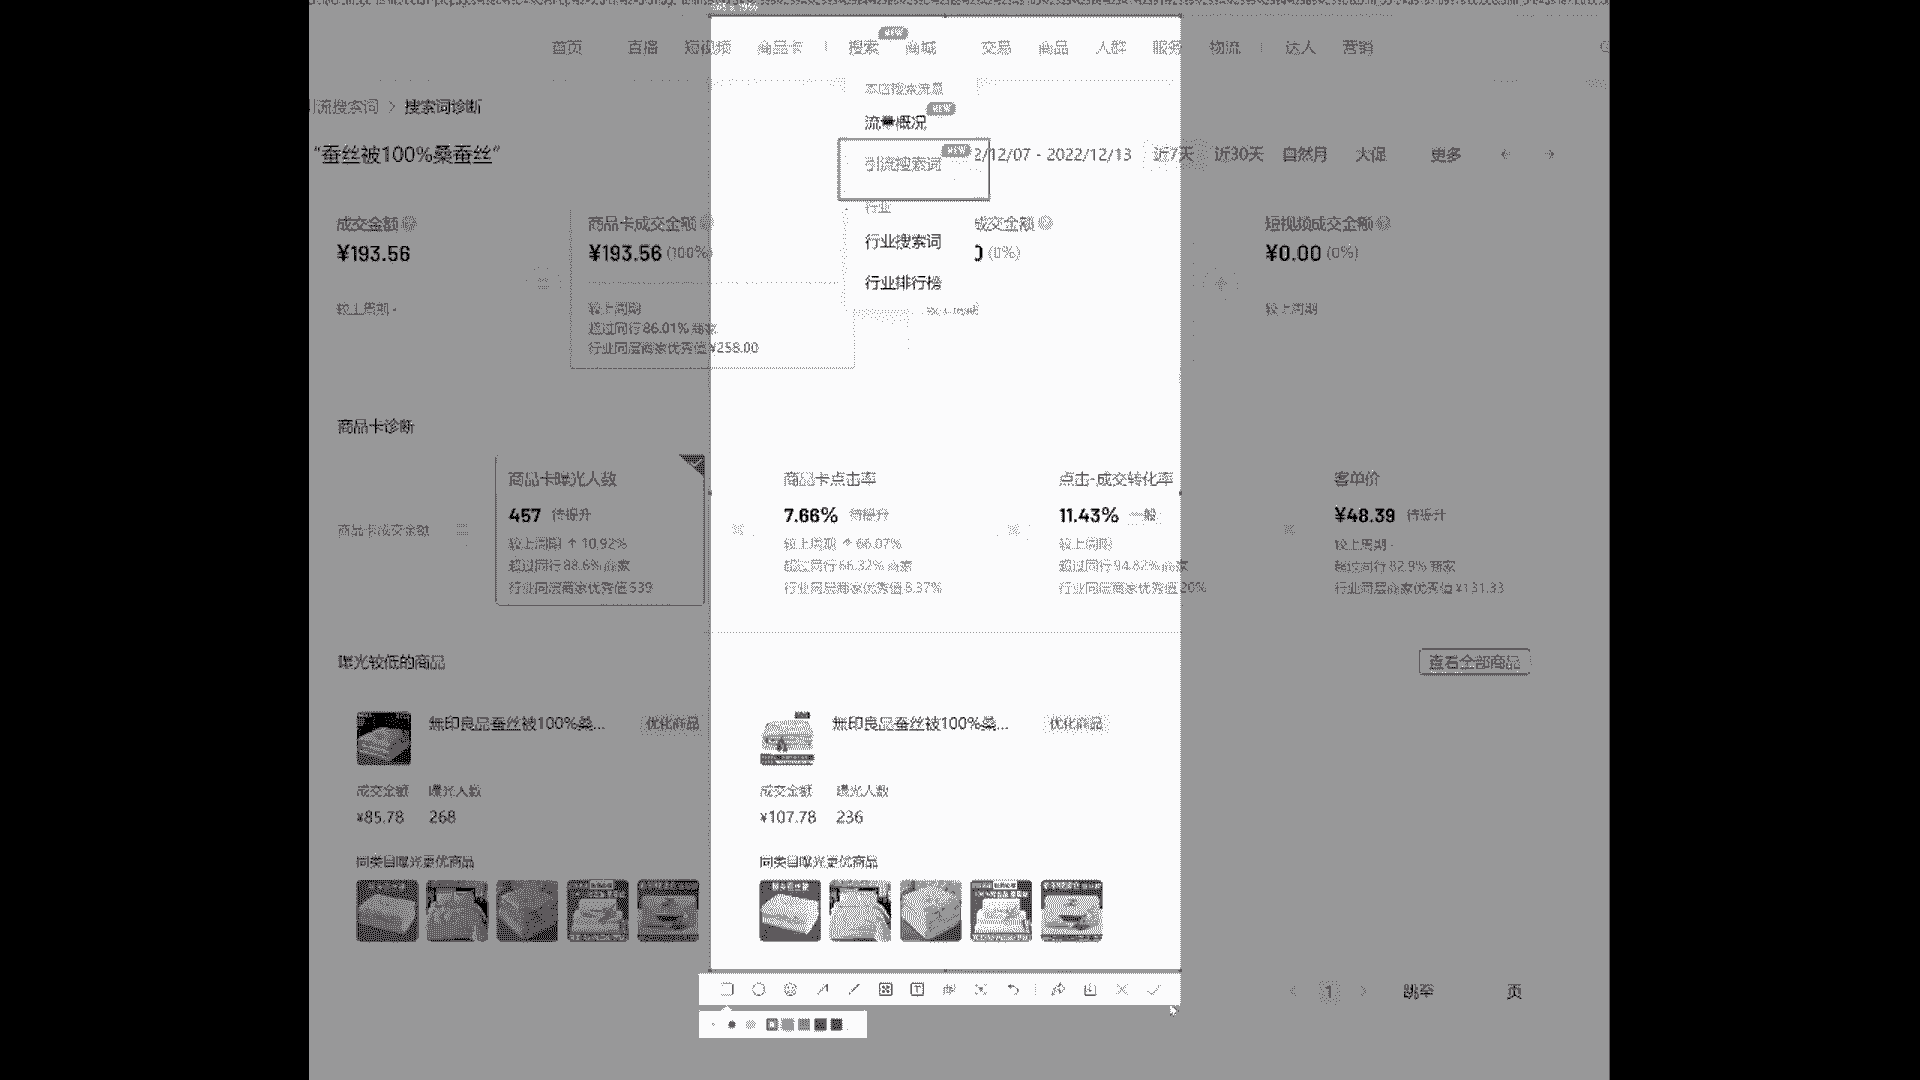 首页 直播 短视频 商品卡 搜索 NEW 商城 交易 商品 人群 服务 物流 达人 营销
本店搜索流量
引流搜索词 > 搜索词诊断
流量概况 NEW
"蚕丝被100%桑蚕丝"
引流搜索词 NEW
2/12/07 - 2022/12/13 近7天 近30天 自然月 大促 更多
行业
行业搜索词
行业排行榜
成交金额 商品卡成交金额 成交金额 短视频成交金额
¥193.56 ¥193.56 (100%) 0 (0%) ¥0.00 (0%)
较上周期 - 较上周期 较上周期
超过同行 86.01% 商家
行业同层商家优秀值 ¥258.00
商品卡诊断
商品卡曝光人数 商品卡点击率 点击-成交转化率 客单价
商品卡成交金额 457 待提升 7.66% 待提升 11.43% 一般 ¥48.39 待提升
较上周期 ↑ 10.92% 较上周期 ↑ 66.07% 较上周期 较上周期 -
超过同行 88.6% 商家 超过同行 66.32% 商家 超过同行 94.82% 商家 超过同行 82.9% 商家
行业同层商家优秀值 539 行业同层商家优秀值 8.37% 行业同层商家优秀值 20% 行业同层商家优秀值 ¥131.33
曝光较低的商品 查看全部商品
無印良品蚕丝被100%桑... 优化商品 無印良品蚕丝被100%桑... 优化商品
成交金额 曝光人数 成交金额 曝光人数
¥85.78 268 ¥107.78 236
同类目曝光更优商品 同类目曝光更优商品
1 跳至 页